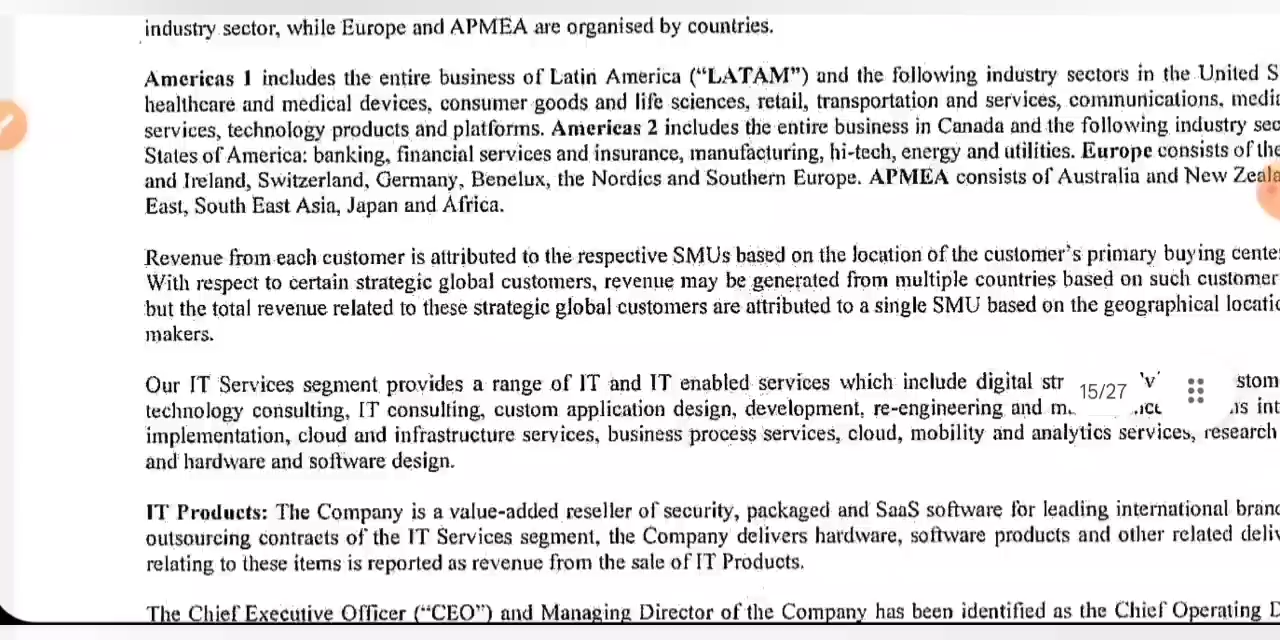 industry sector, while Europe and APMEA are organised by countries.
Americas 1 includes the entire business of Latin America (“LATAM”) and the following industry sectors in the United S
healthcare and medical devices, consumer goods and life sciences, retail, transportation and services, communications, medi
services, technology products and platforms. Americas 2 includes the entire business in Canada and the following industry sec
States of America: banking, financial services and insurance, manufacturing, hi-tech, energy and utilities. Europe consists of the
and Ireland, Switzerland, Germany, Benelux, the Nordics and Southern Europe. APMEA consists of Australia and New Zeala
East, South East Asia, Japan and Africa.
Revenue from each customer is attributed to the respective SMUs based on the location of the customer’s primary buying cente
With respect to certain strategic global customers, revenue may be generated from multiple countries based on such customer
but the total revenue related to these strategic global customers are attributed to a single SMU based on the geographical locatio
makers.
Our IT Services segment provides a range of IT and IT enabled services which include digital str stom
15/27
technology consulting, IT consulting, custom application design, development, re-engineering and m int
implementation, cloud and infrastructure services, business process services, cloud, mobility and analytics services, research
and hardware and software design.
IT Products: The Company is a value-added reseller of security, packaged and SaaS software for leading international brand
outsourcing contracts of the IT Services segment, the Company delivers hardware, software products and other related deliv
relating to these items is reported as revenue from the sale of IT Products.
The Chief Executive Officer (“CEO”) and Managing Director of the Company has been identified as the Chief Operating D